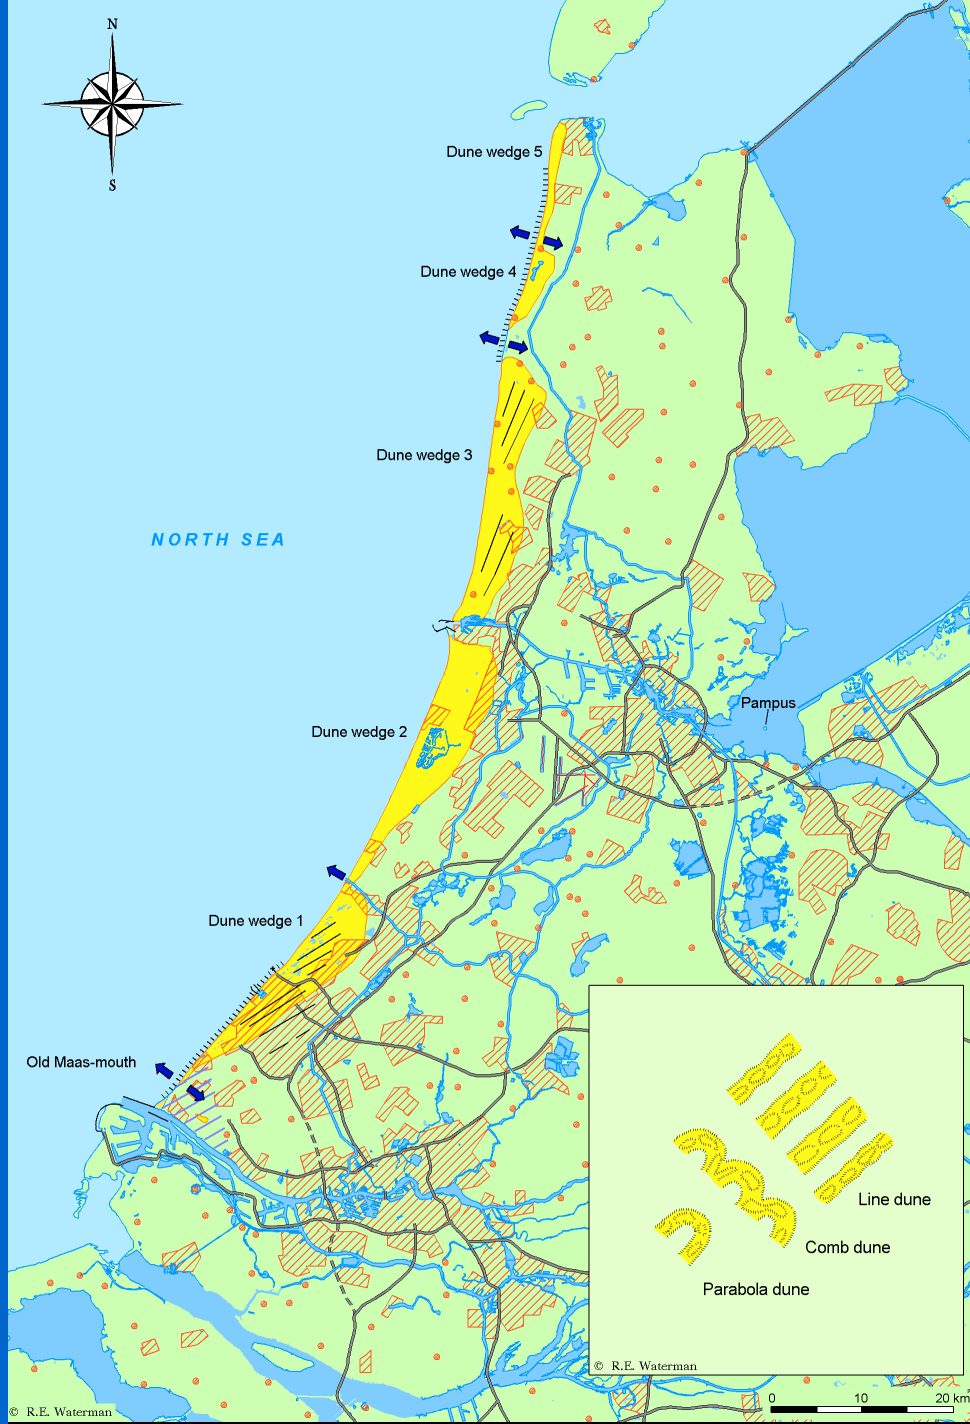 N
S
Dune wedge 5
Dune wedge 4
Dune wedge 3
NORTH SEA
Pampus
Dune wedge 2
Dune wedge 1
Old Maas-mouth
Line dune
Comb dune
Parabola dune
© R.E. Waterman
0 10 20 km
© R.E. Waterman